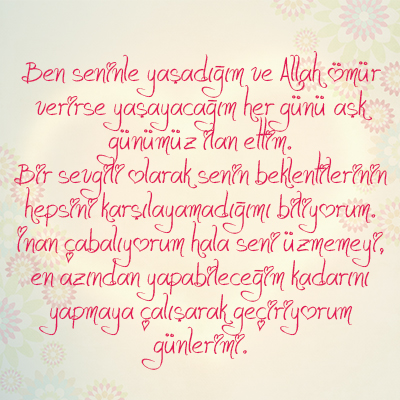 Ben seninle yaşadığım ve Allah ömür
verirse yaşayacağım her günü aşk
günümüz ilan ettim.
Bir sevgili olarak senin beklentilerinin
hepsini karşılayamadığımı biliyorum.
inan çabalıyorum hala seni üzmemeyi,
en azından yapabileceğim kadarını
yapmaya çalışarak geçiriyorum
günlerimi.